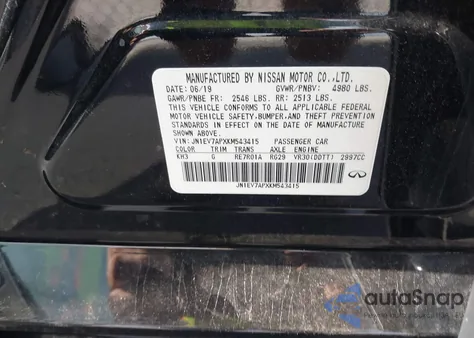 MANUFACTURED BY NISSAN MOTOR CO.,LTD.
DATE: 06/19 GVWR/PNBV: 4980 LBS.
GAWR/PNBE FR: 2546 LBS. RR: 2513 LBS.
THIS VEHICLE CONFORMS TO ALL APPLICABLE FEDERAL
MOTOR VEHICLE SAFETY,BUMPER,AND THEFT
PREVENTION STANDARDS IN EFFECT ON THE DATE OF
MANUFACTURE SHOWN ABOVE.
VIN: JN1EV7APXKM543415 PASSENGER CAR
COLOR TRIM TRANS AXLE ENGINE
KH3 G RE7R01A RG29 VR30(DDTT) 2997CC
JN1EV7APXKM543415
autoSnap